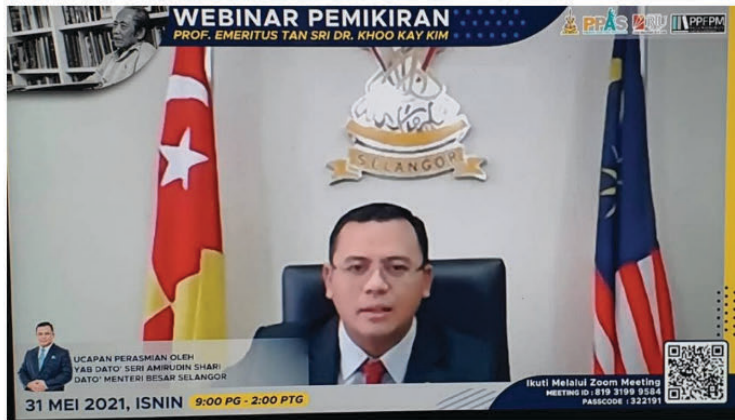 WEBINAR PEMIKIRAN
PROF. EMERITUS TAN SRI DR. KHOO KAY KIM
PPAS
PPFPM
SELANGOR
UCAPAN PERASMIAN OLEH
YAB DATO' SERI AMIRUDIN SHARI
DATO' MENTERI BESAR SELANGOR
31 MEI 2021, ISNIN
9:00 PG - 2:00 PTG
Ikuti Melalui Zoom Meeting
MEETING ID : 819 3199 9584
PASSCODE : 322191